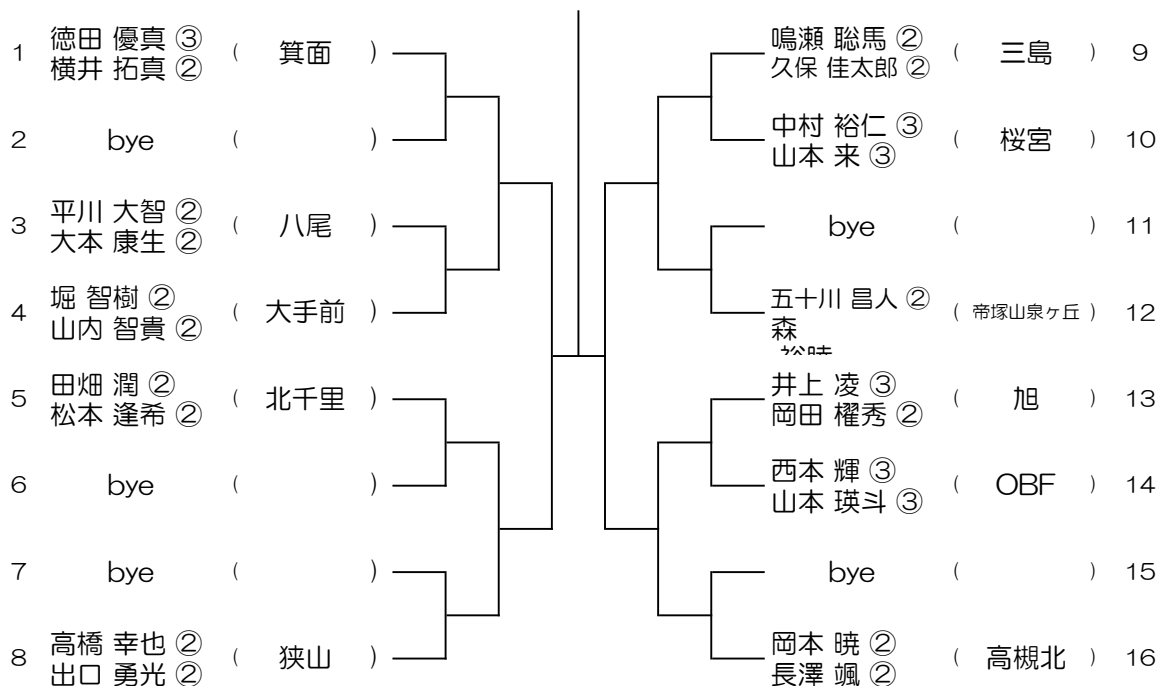 1 徳田 優真 ③ ( 箕面 )
横井 拓真 ②
2 bye ( )
3 平川 大智 ② ( 八尾 )
大本 康生 ②
4 堀 智樹 ② ( 大手前 )
山内 智貴 ②
5 田畑 潤 ② ( 北千里 )
松本 逢希 ②
6 bye ( )
7 bye ( )
8 高橋 幸也 ② ( 狭山 )
出口 勇光 ②
鳴瀬 聡馬 ② ( 三島 ) 9
久保 佳太郎 ②
中村 裕仁 ③ ( 桜宮 ) 10
山本 来 ③
bye ( ) 11
五十川 昌人 ② ( 帝塚山泉ヶ丘 ) 12
森
井上 凌 ③ ( 旭 ) 13
岡田 櫂秀 ②
西本 輝 ③ ( OBF ) 14
山本 瑛斗 ③
bye ( ) 15
岡本 暁 ② ( 高槻北 ) 16
長澤 颯 ②